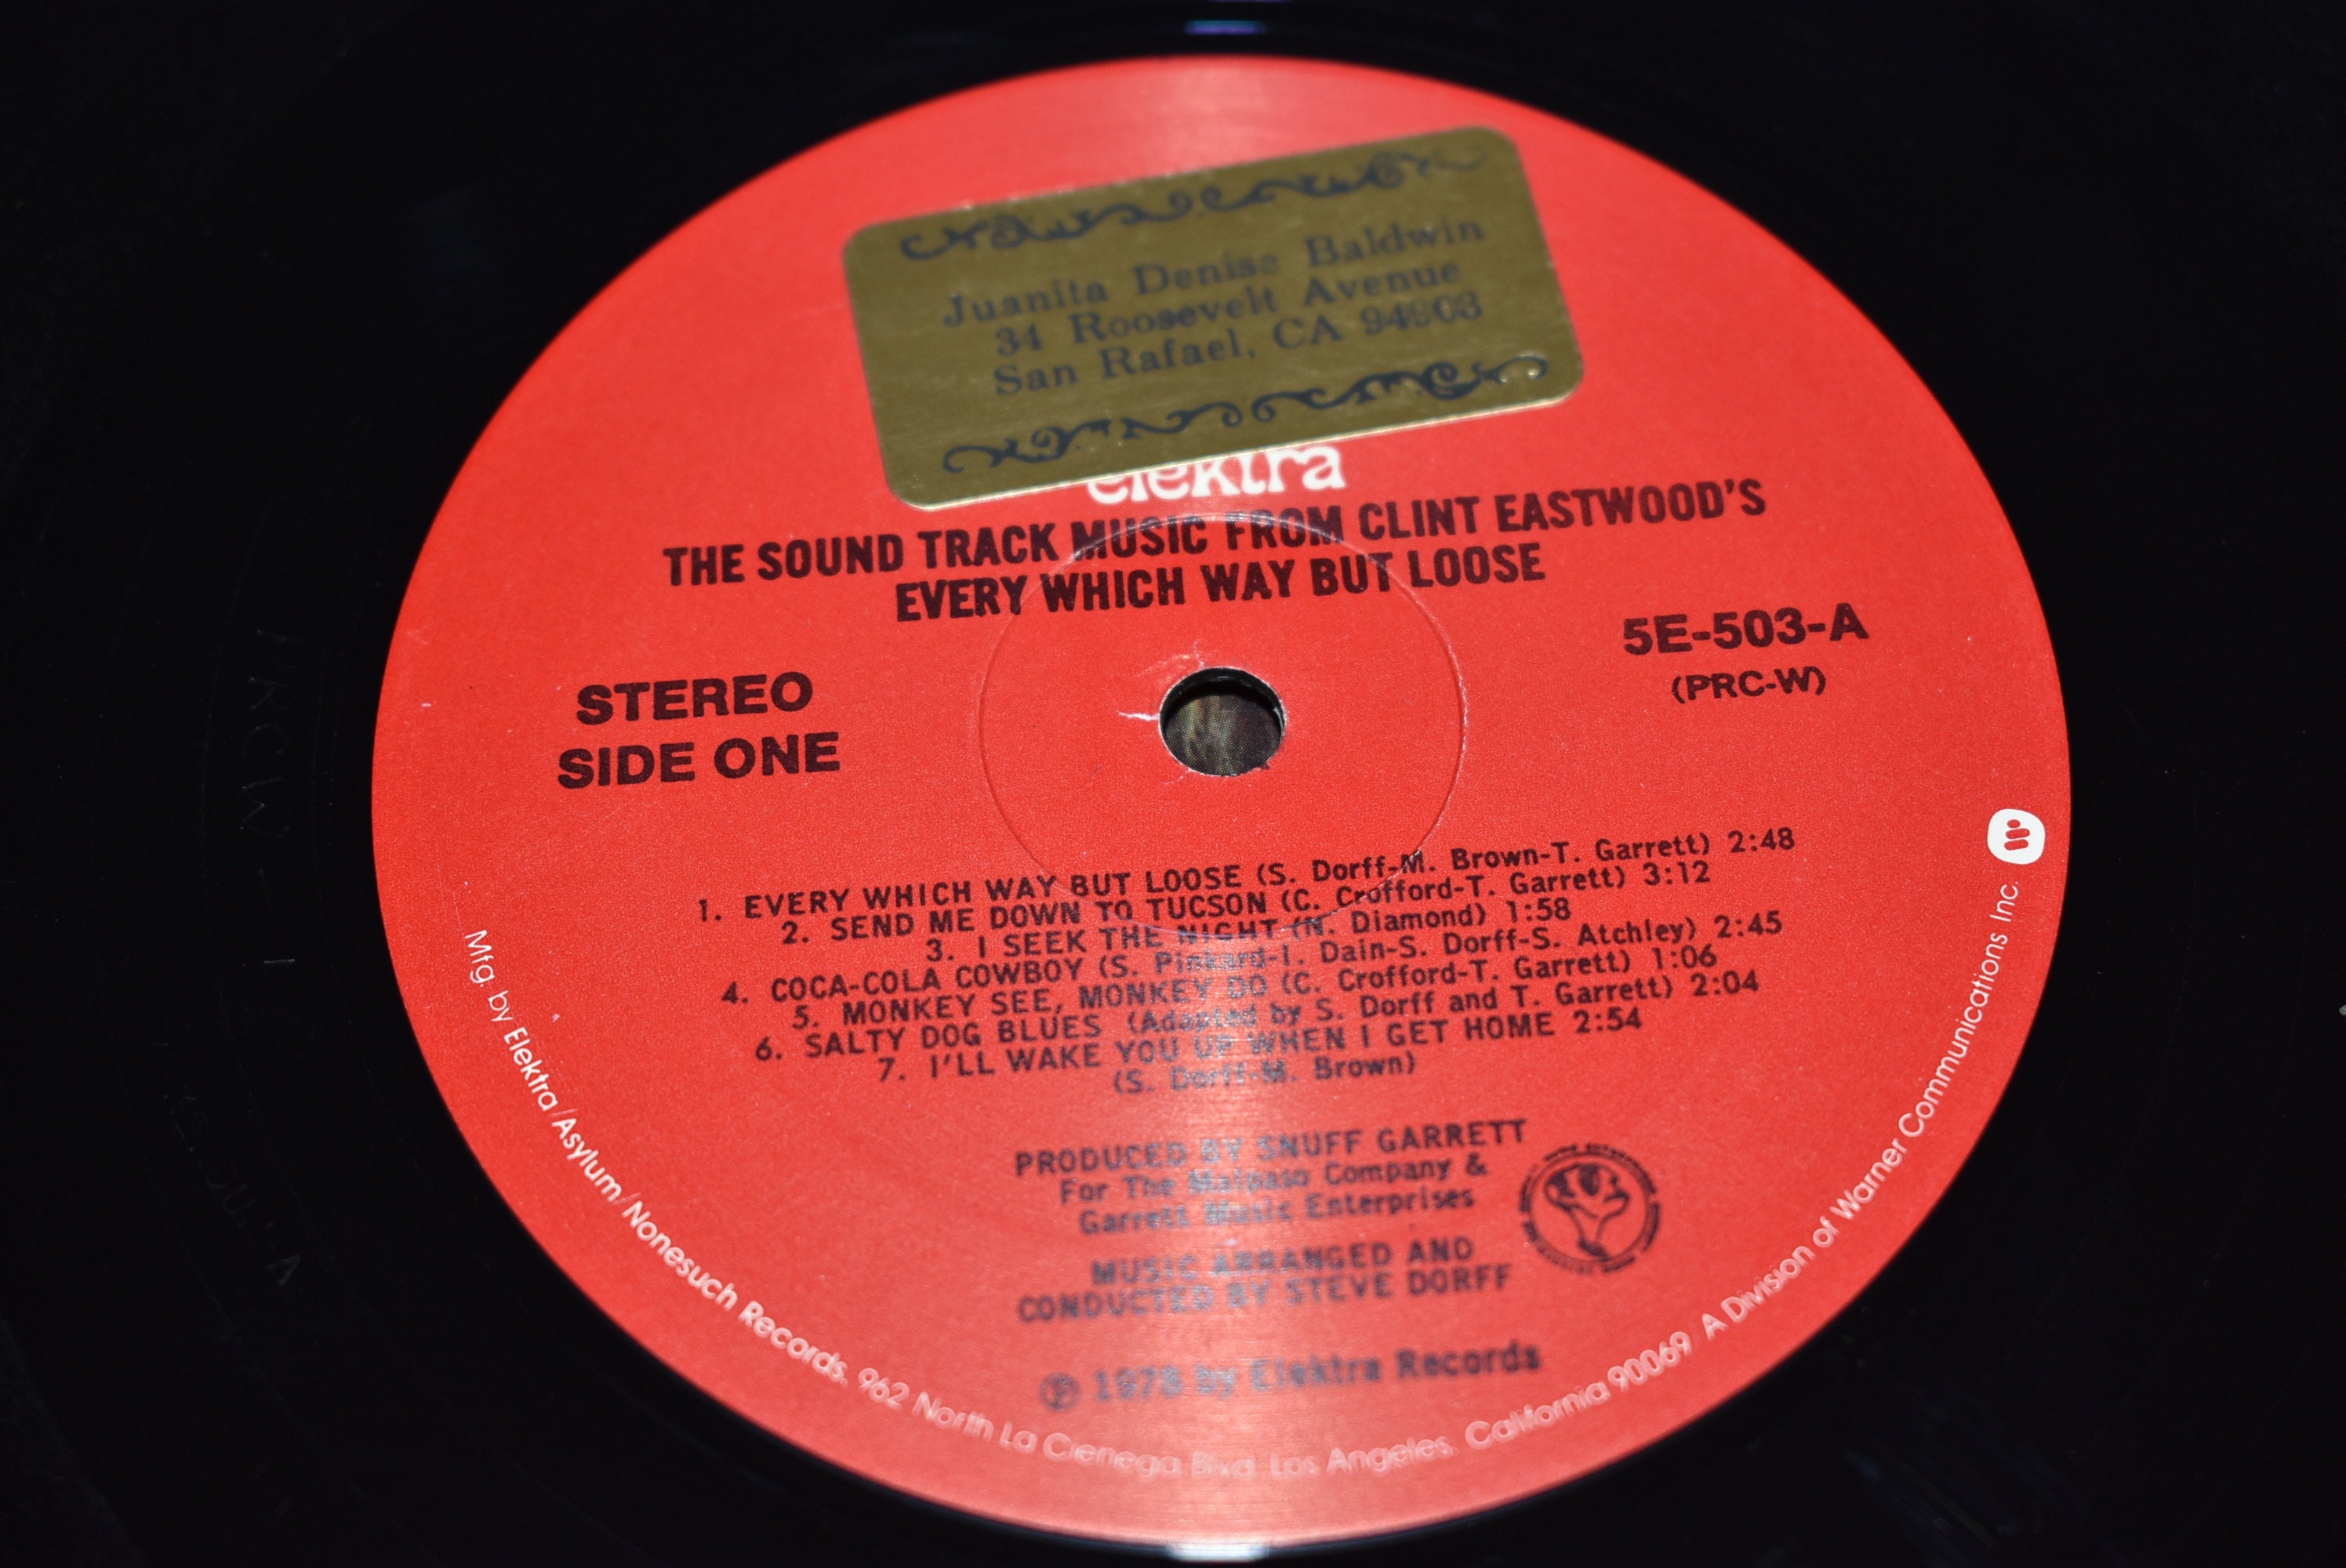 Juanita Denise Baldwin
34 Roosevelt Avenue
San Rafael, CA 94903
elektra
THE SOUND TRACK MUSIC FROM CLINT EASTWOOD'S
EVERY WHICH WAY BUT LOOSE
STEREO
SIDE ONE
5E-503-A
(PRC-W)
1. EVERY WHICH WAY BUT LOOSE (S. Dorff-M. Brown-T. Garrett) 2:48
2. SEND ME DOWN TO TUCSON (C. Crofford-T. Garrett) 3:12
3. I SEEK THE NIGHT (N. Diamond) 1:58
4. COCA-COLA COWBOY (S. Pinkard-I. Dain-S. Dorff-S. Atchley) 2:45
5. MONKEY SEE, MONKEY DO (C. Crofford-T. Garrett) 1:06
6. SALTY DOG BLUES (Adapted by S. Dorff and T. Garrett) 2:04
7. I'LL WAKE YOU UP WHEN I GET HOME 2:54
(S. Dorff-M. Brown)
PRODUCED BY SNUFF GARRETT
For The Malpaso Company &
Garrett Music Enterprises
MUSIC ARRANGED AND
CONDUCTED BY STEVE DORFF
℗ 1978 by Elektra Records
Mfg. by Elektra/Asylum/Nonesuch Records, 962 North La Cienega Blvd. Los Angeles, California 90069 A Division of Warner Communications Inc.
PRCW-1